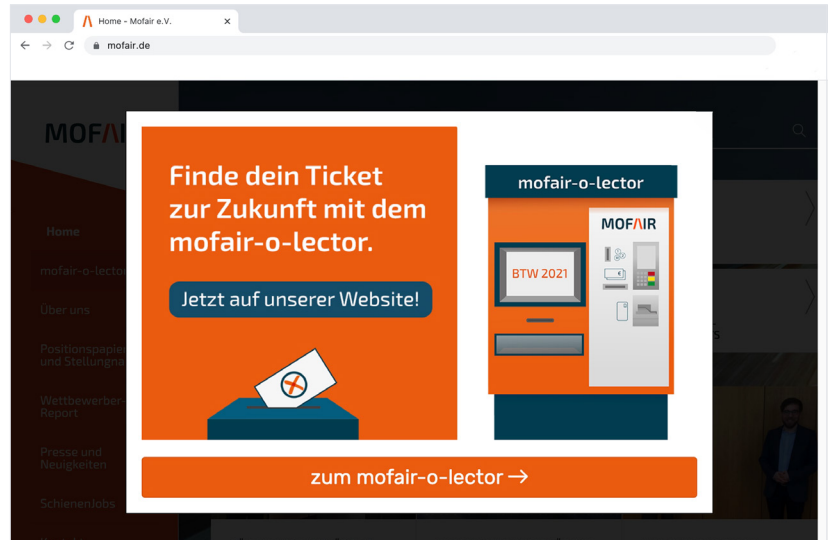 Home - Mofair e.V.
mofair.de
MOFAIR
Home
mofair-o-lector
Über uns
Positionspapier
und Stellungna
Wettbewerber-
Report
Presse und
Neuigkeiten
SchienenJobs
Finde dein Ticket
zur Zukunft mit dem
mofair-o-lector.
Jetzt auf unserer Website!
mofair-o-lector
MOFAIR
BTW 2021
zum mofair-o-lector →